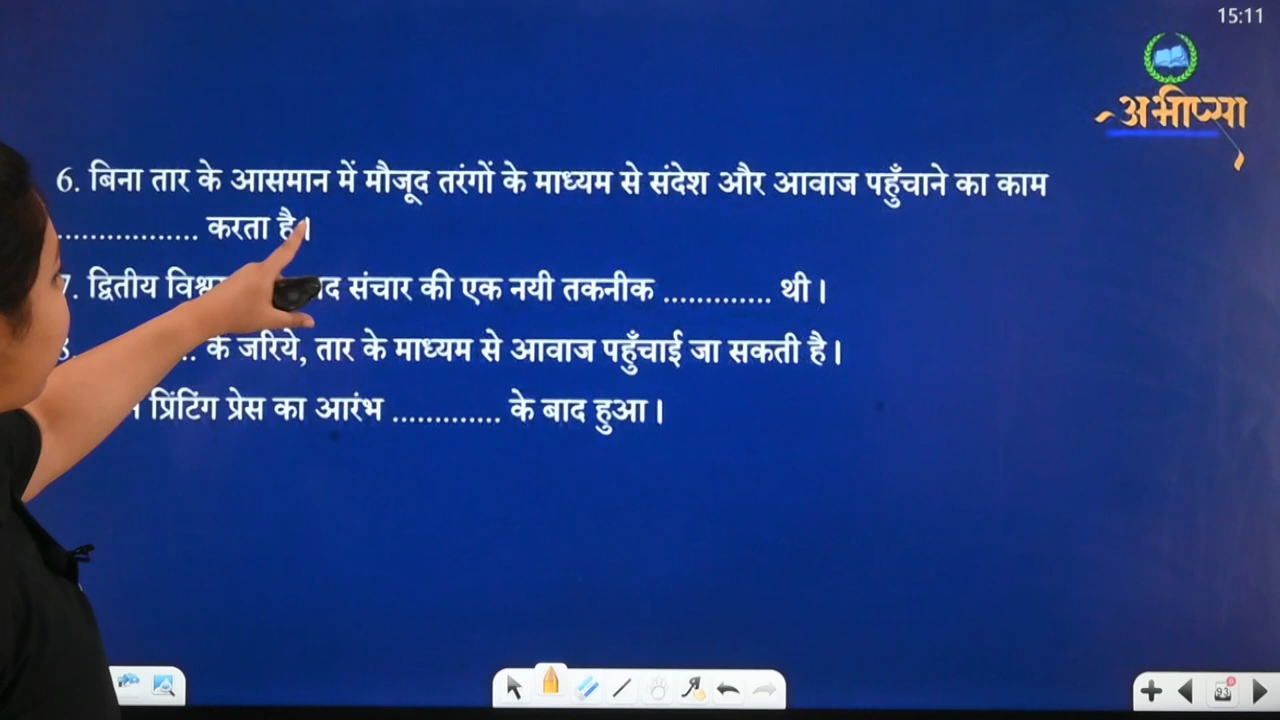 15:11
अभीप्सा
6. बिना तार के आसमान में मौजूद तरंगों के माध्यम से संदेश और आवाज पहुँचाने का काम
................. करता है।
7. द्वितीय संचार की एक नयी तकनीक ............. थी।
के जरिये, तार के माध्यम से आवाज पहुँचाई जा सकती है।
प्रिंटिंग प्रेस का आरंभ ............. के बाद हुआ।
93